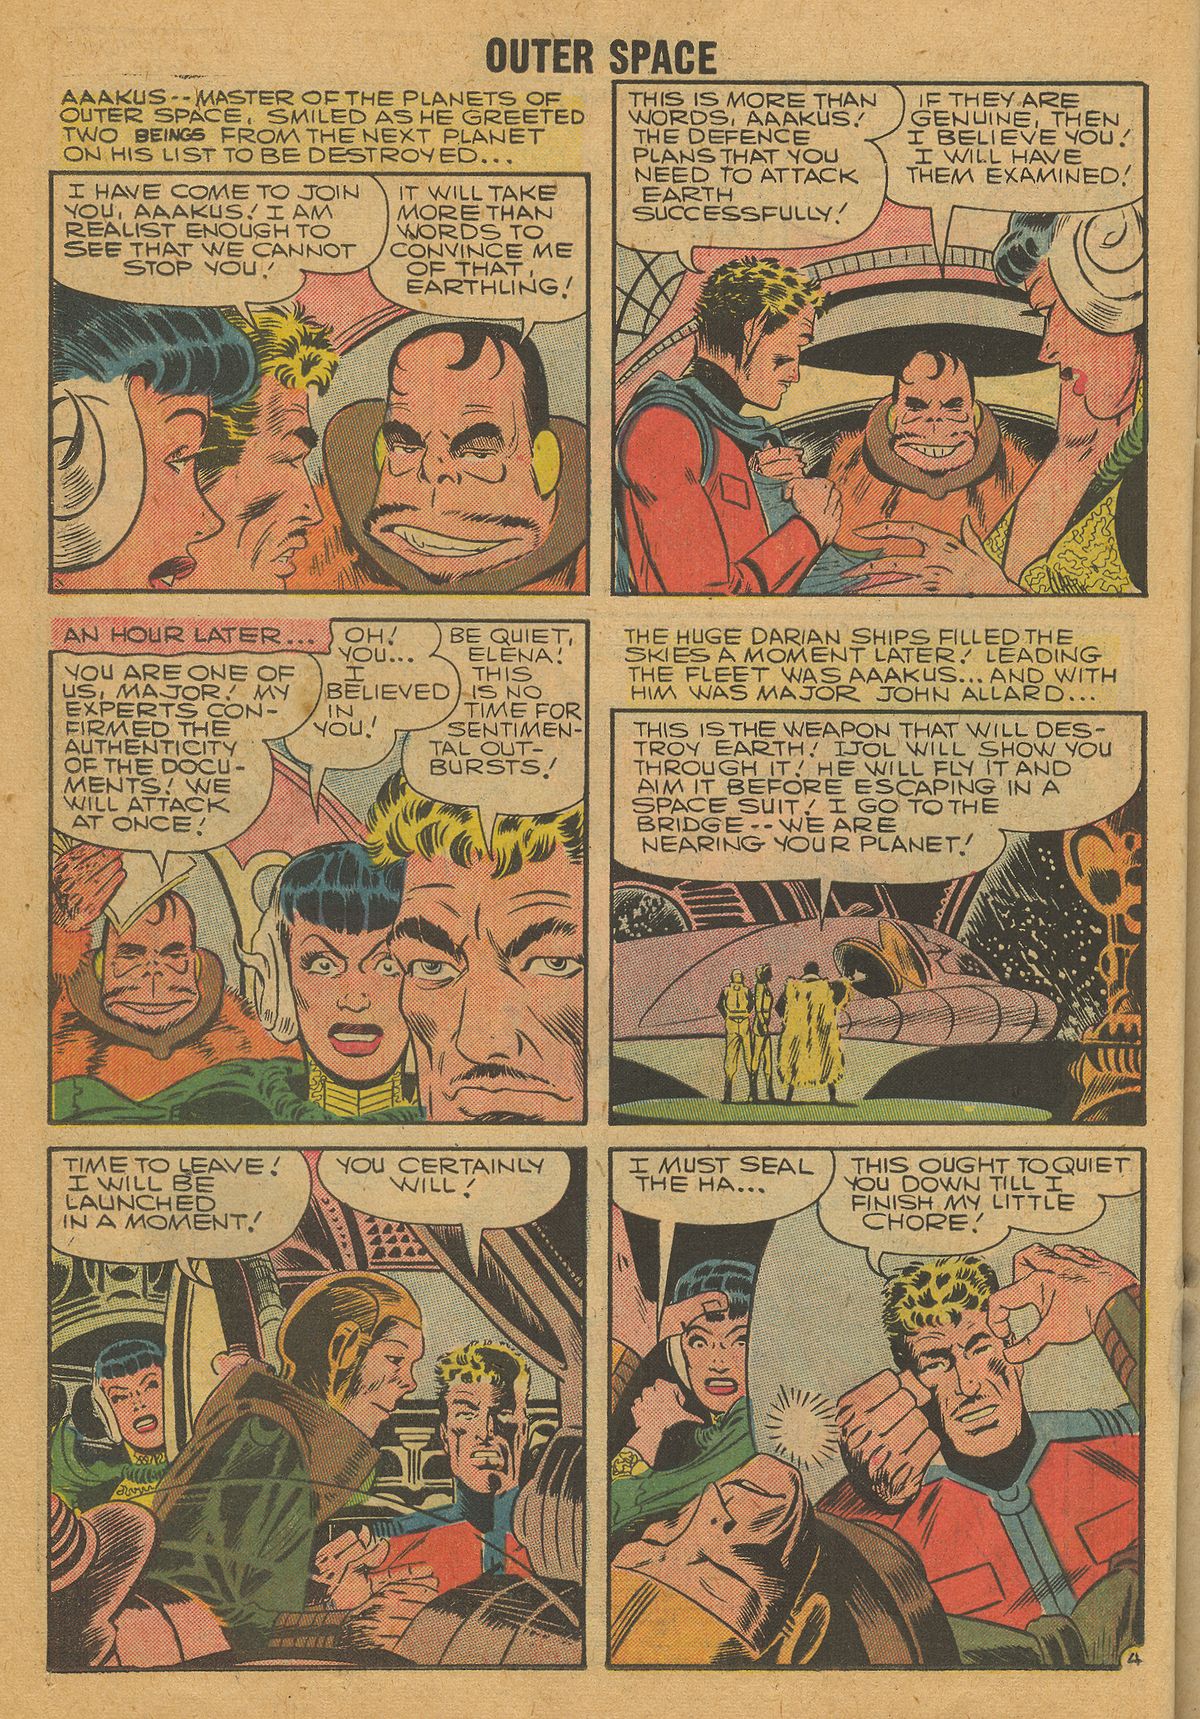 OUTER SPACE
AAAKUS--MASTER OF THE PLANETS OF
OUTER SPACE, SMILED AS HE GREETED
TWO BEINGS FROM THE NEXT PLANET
ON HIS LIST TO BE DESTROYED...
I HAVE COME TO JOIN
YOU, AAAKUS! I AM
REALIST ENOUGH TO
SEE THAT WE CANNOT
STOP YOU!
IT WILL TAKE
MORE THAN
WORDS TO
CONVINCE ME
OF THAT,
EARTHLING!
THIS IS MORE THAN
WORDS, AAAKUS!
THE DEFENCE
PLANS THAT YOU
NEED TO ATTACK
EARTH
SUCCESSFULLY!
IF THEY ARE
GENUINE, THEN
I BELIEVE YOU!
I WILL HAVE
THEM EXAMINED!
AN HOUR LATER...
YOU ARE ONE OF
US, MAJOR! MY
EXPERTS CON-
FIRMED THE
AUTHENTICITY
OF THE DOCU-
MENTS! WE
WILL ATTACK
AT ONCE!
OH!
YOU...
I
BELIEVED
IN
YOU!
BE QUIET,
ELENA!
THIS
IS NO
TIME FOR
SENTIMEN-
TAL OUT-
BURSTS!
THE HUGE DARIAN SHIPS FILLED THE
SKIES A MOMENT LATER! LEADING
THE FLEET WAS AAAKUS...AND WITH
HIM WAS MAJOR JOHN ALLARD...
THIS IS THE WEAPON THAT WILL DES-
TROY EARTH! IJOL WILL SHOW YOU
THROUGH IT! HE WILL FLY IT AND
AIM IT BEFORE ESCAPING IN A
SPACE SUIT! I GO TO THE
BRIDGE--WE ARE
NEARING YOUR PLANET!
TIME TO LEAVE!
I WILL BE
LAUNCHED
IN A MOMENT!
YOU CERTAINLY
WILL!
I MUST SEAL
THE HA...
THIS OUGHT TO QUIET
YOU DOWN TILL I
FINISH MY LITTLE
CHORE!
4